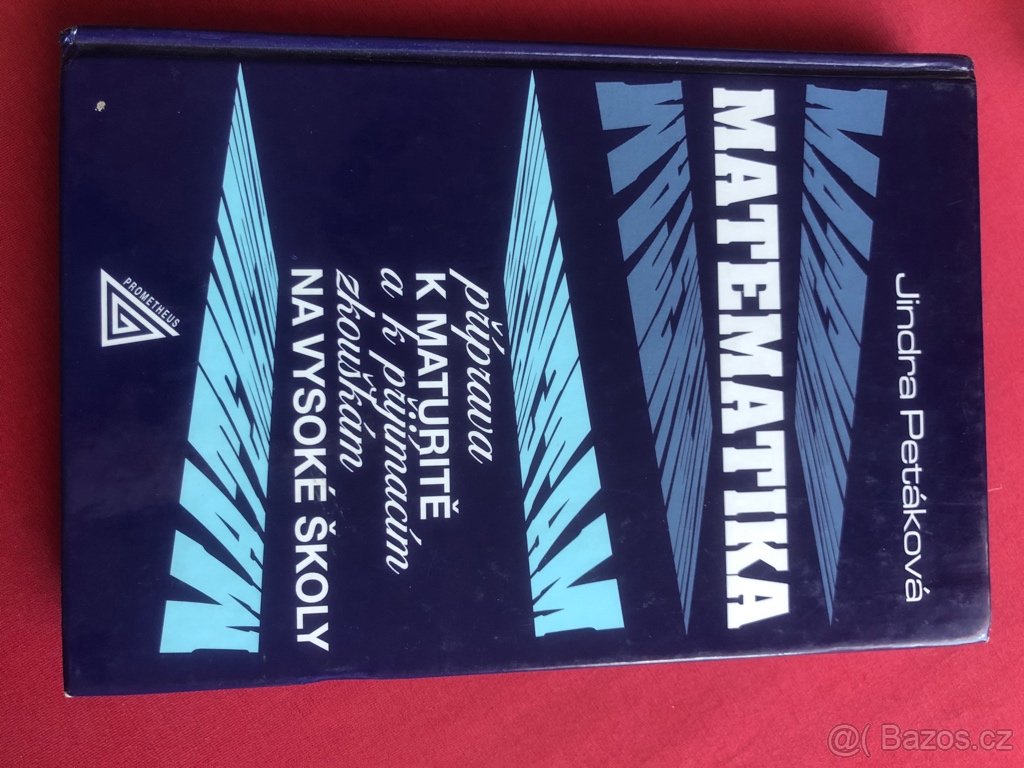 Jindra Petáková
MATEMATIKA
příprava
K MATURITĚ
a k přijímacím
zkouškám
NA VYSOKÉ ŠKOLY
PROMETHEUS
@( Bazos.cz